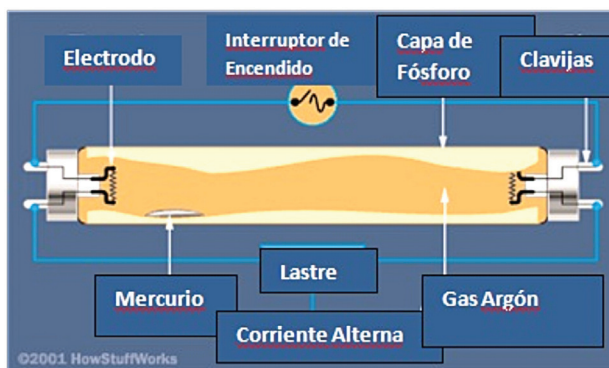 Electrodo
Interruptor de
Encendido
Capa de
Fósforo
Clavijas
Mercurio
Lastre
Gas Argón
Corriente Alterna
©2001 HowStuffWorks